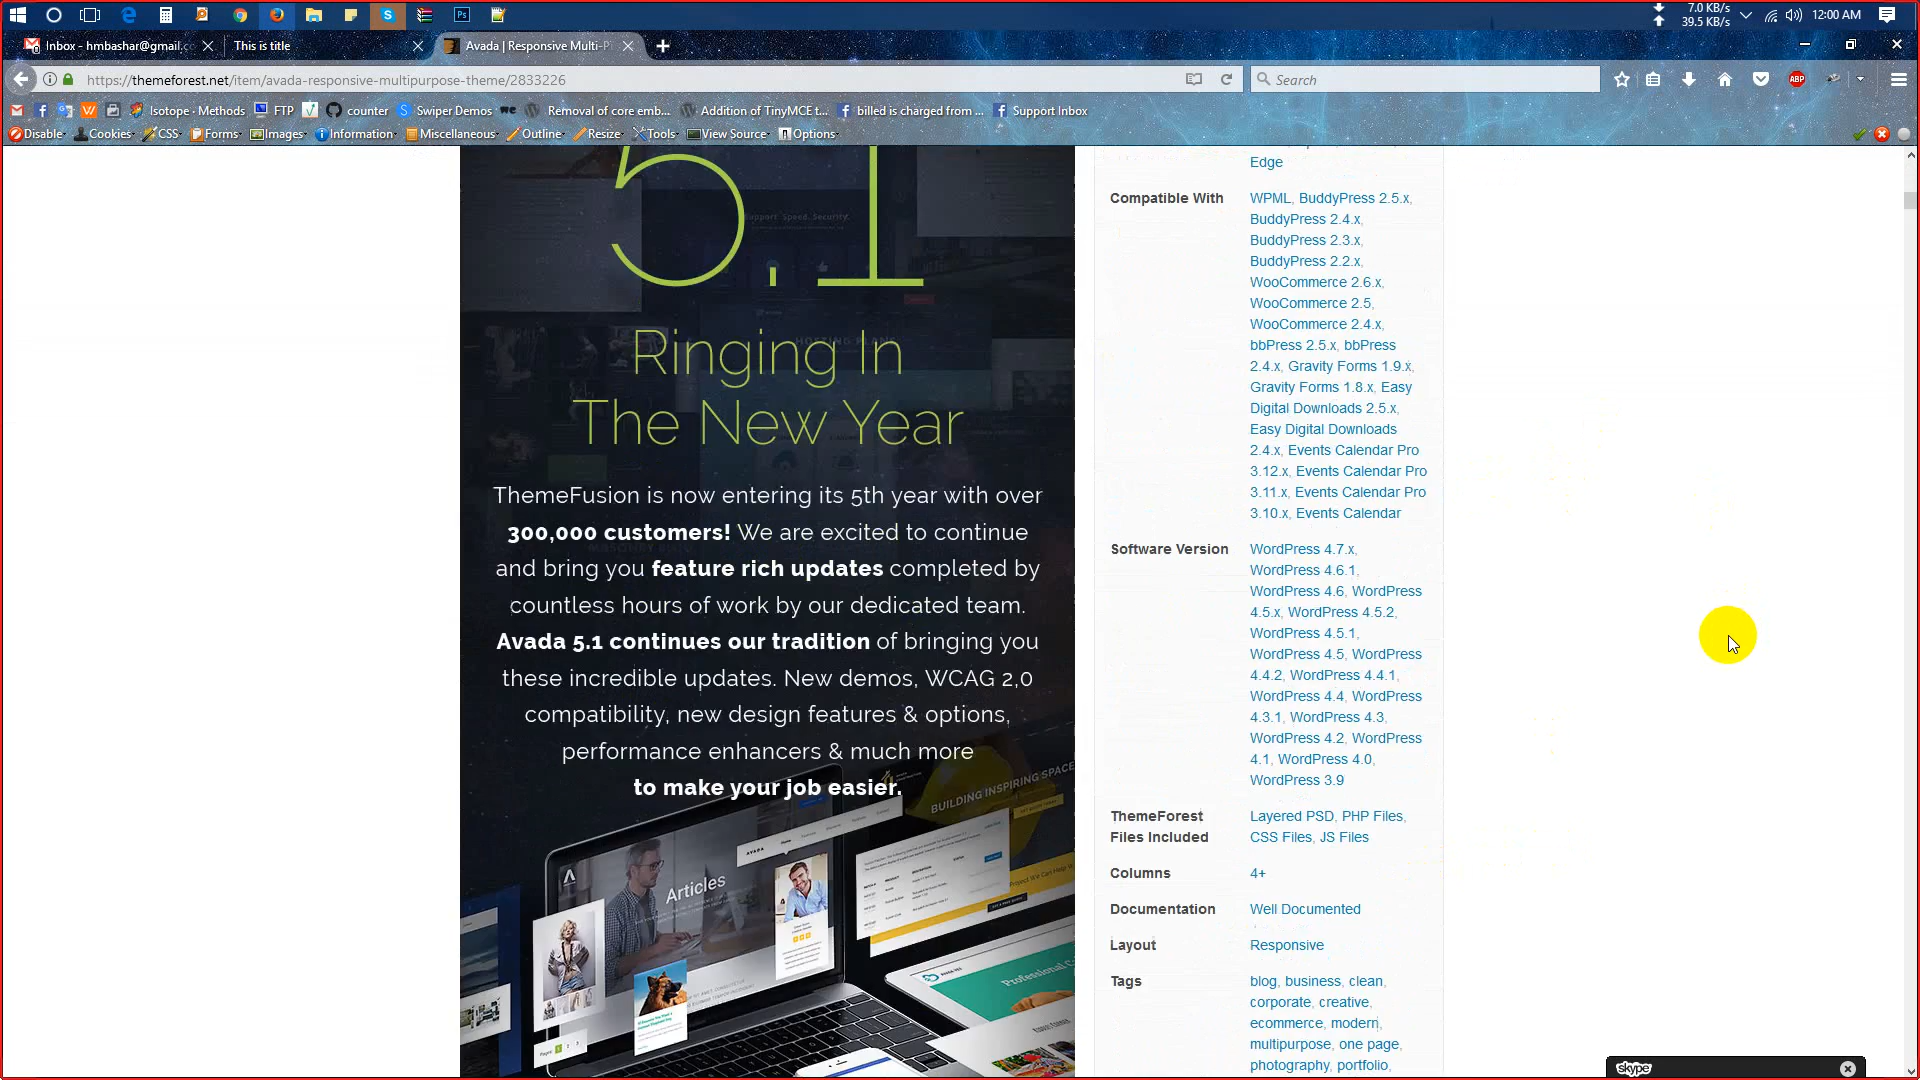 7.0 KB/s
39.5 KB/s
12:00 AM
Inbox - hmbashar@gmail.c
This is title
Avada | Responsive Multi-P
https://themeforest.net/item/avada-responsive-multipurpose-theme/2833226
Search
ABP
Isotope · Methods
FTP
counter
Swiper Demos
Removal of core emb...
Addition of TinyMCE t...
billed is charged from ...
Support Inbox
Disable
Cookies
CSS
Forms
Images
Information
Miscellaneous
Outline
Resize
Tools
View Source
Options
5.1
Ringing In
The New Year
ThemeFusion is now entering its 5th year with over
300,000 customers! We are excited to continue
and bring you feature rich updates completed by
countless hours of work by our dedicated team.
Avada 5.1 continues our tradition of bringing you
these incredible updates. New demos, WCAG 2,0
compatibility, new design features & options,
performance enhancers & much more
to make your job easier.
BUILDING INSPIRING SPACE
AVADA
Articles
Project We Can Help W
Professional C
Edge
Compatible With
WPML, BuddyPress 2.5.x,
BuddyPress 2.4.x,
BuddyPress 2.3.x,
BuddyPress 2.2.x,
WooCommerce 2.6.x,
WooCommerce 2.5,
WooCommerce 2.4.x,
bbPress 2.5.x, bbPress
2.4.x, Gravity Forms 1.9.x,
Gravity Forms 1.8.x, Easy
Digital Downloads 2.5.x,
Easy Digital Downloads
2.4.x, Events Calendar Pro
3.12.x, Events Calendar Pro
3.11.x, Events Calendar Pro
3.10.x, Events Calendar
Software Version
WordPress 4.7.x,
WordPress 4.6.1,
WordPress 4.6, WordPress
4.5.x, WordPress 4.5.2,
WordPress 4.5.1,
WordPress 4.5, WordPress
4.4.2, WordPress 4.4.1,
WordPress 4.4, WordPress
4.3.1, WordPress 4.3,
WordPress 4.2, WordPress
4.1, WordPress 4.0,
WordPress 3.9
ThemeForest
Files Included
Layered PSD, PHP Files,
CSS Files, JS Files
Columns
4+
Documentation
Well Documented
Layout
Responsive
Tags
blog, business, clean,
corporate, creative,
ecommerce, modern,
multipurpose, one page,
photography, portfolio,
skype